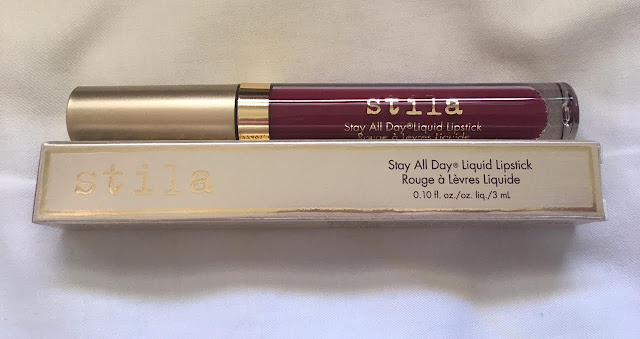 stila
Stay All Day® Liquid Lipstick
Rouge à Lèvres Liquide
stila
Stay All Day® Liquid Lipstick
Rouge à Lèvres Liquide
0.10 fl. oz./oz. liq./3 mL